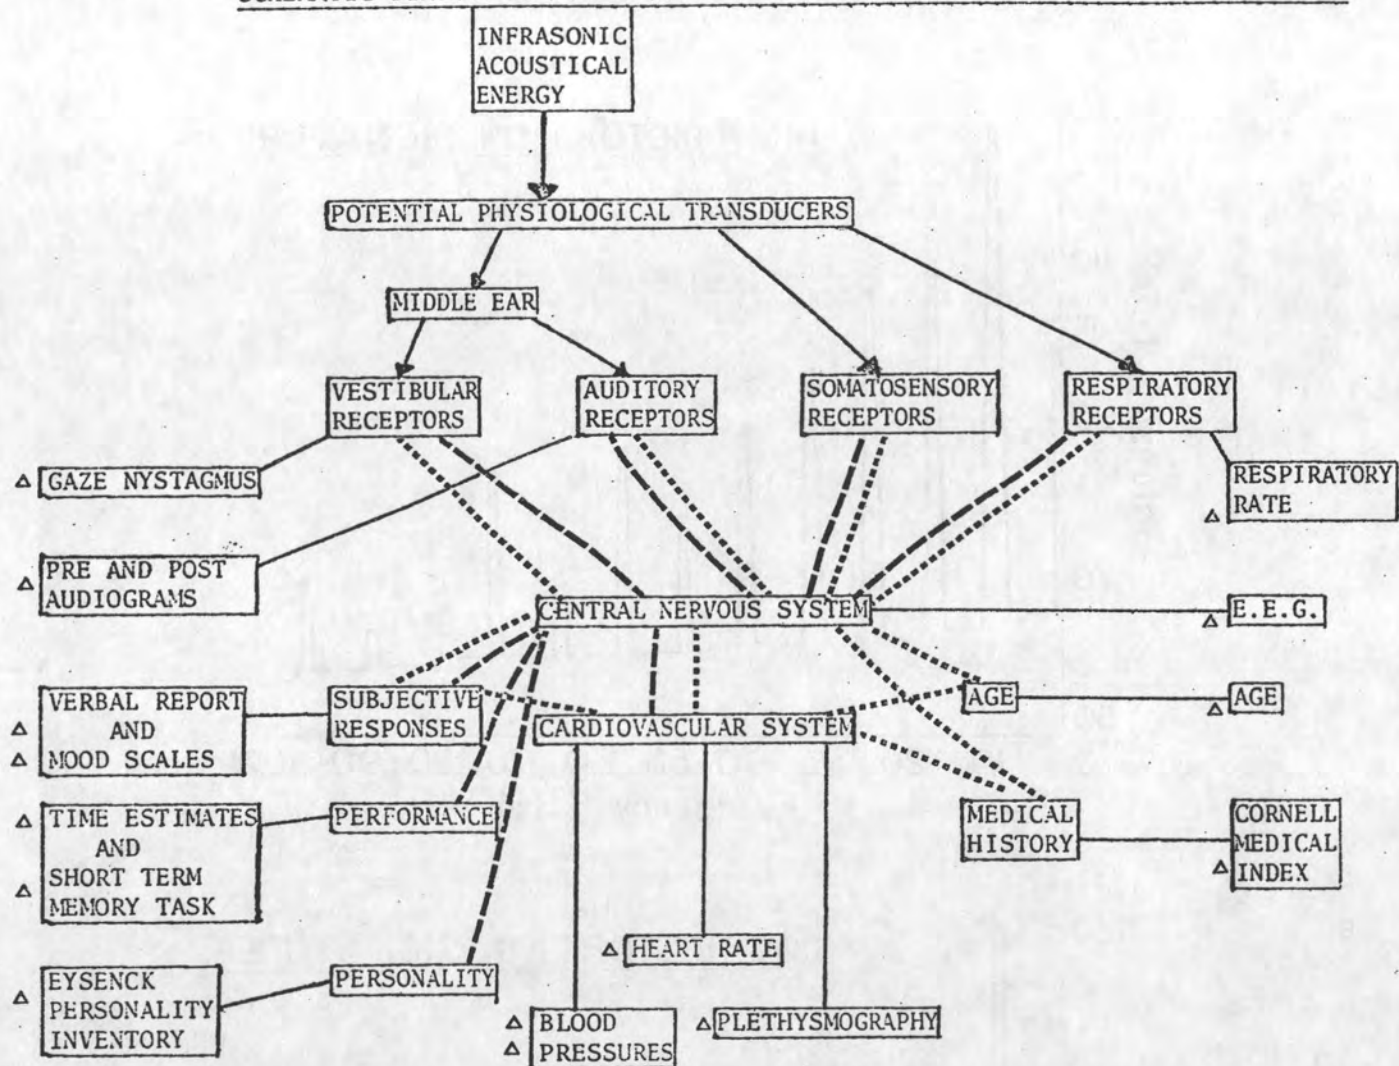 INFRASONIC
ACOUSTICAL
ENERGY
POTENTIAL PHYSIOLOGICAL TRANSDUCERS
MIDDLE EAR
VESTIBULAR
RECEPTORS
AUDITORY
RECEPTORS
SOMATOSENSORY
RECEPTORS
RESPIRATORY
RECEPTORS
GAZE NYSTAGMUS
RESPIRATORY
RATE
PRE AND POST
AUDIOGRAMS
CENTRAL NERVOUS SYSTEM
E.E.G.
VERBAL REPORT
AND
MOOD SCALES
SUBJECTIVE
RESPONSES
CARDIOVASCULAR SYSTEM
AGE
AGE
TIME ESTIMATES
AND
SHORT TERM
MEMORY TASK
PERFORMANCE
MEDICAL
HISTORY
CORNELL
MEDICAL
INDEX
HEART RATE
EYSENCK
PERSONALITY
INVENTORY
PERSONALITY
BLOOD
PRESSURES
PLETHYSMOGRAPHY